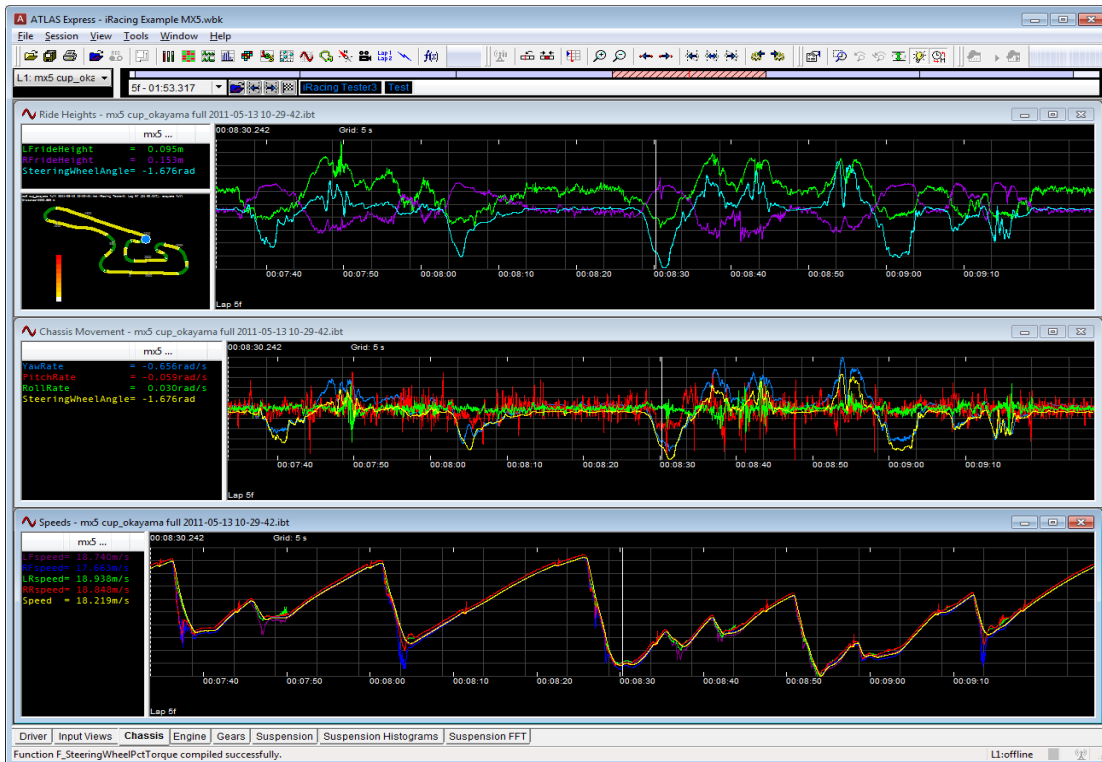 ATLAS Express - iRacing Example MX5.wbk
File Session View Tools Window Help
L1: mx5 cup_oka
5f - 01:53.317 iRacing Tester3 Test
Ride Heights - mx5 cup_okayama full 2011-05-13 10-29-42.ibt
mx5 ...
LFrideHeight = 0.095m
RFrideHeight = 0.153m
SteeringWheelAngle= -1.676rad
00:08:30.242 Grid: 5 s
00:07:40 00:07:50 00:08:00 00:08:10 00:08:20 00:08:30 00:08:40 00:08:50 00:09:00 00:09:10
Lap 5f
Chassis Movement - mx5 cup_okayama full 2011-05-13 10-29-42.ibt
mx5 ...
YawRate = -0.656rad/s
PitchRate = -0.059rad/s
RollRate = 0.030rad/s
SteeringWheelAngle= -1.676rad
00:08:30.242 Grid: 5 s
00:07:40 00:07:50 00:08:00 00:08:10 00:08:20 00:08:30 00:08:40 00:08:50 00:09:00 00:09:10
Lap 5f
Speeds - mx5 cup_okayama full 2011-05-13 10-29-42.ibt
mx5 ...
LFspeed= 18.740m/s
RFspeed= 17.663m/s
LRspeed= 18.938m/s
RRspeed= 18.848m/s
Speed = 18.219m/s
00:08:30.242 Grid: 5 s
00:07:40 00:07:50 00:08:00 00:08:10 00:08:20 00:08:30 00:08:40 00:08:50 00:09:00 00:09:10
Lap 5f
Driver Input Views Chassis Engine Gears Suspension Suspension Histograms Suspension FFT
Function F_SteeringWheelPctTorque compiled successfully. L1:offline